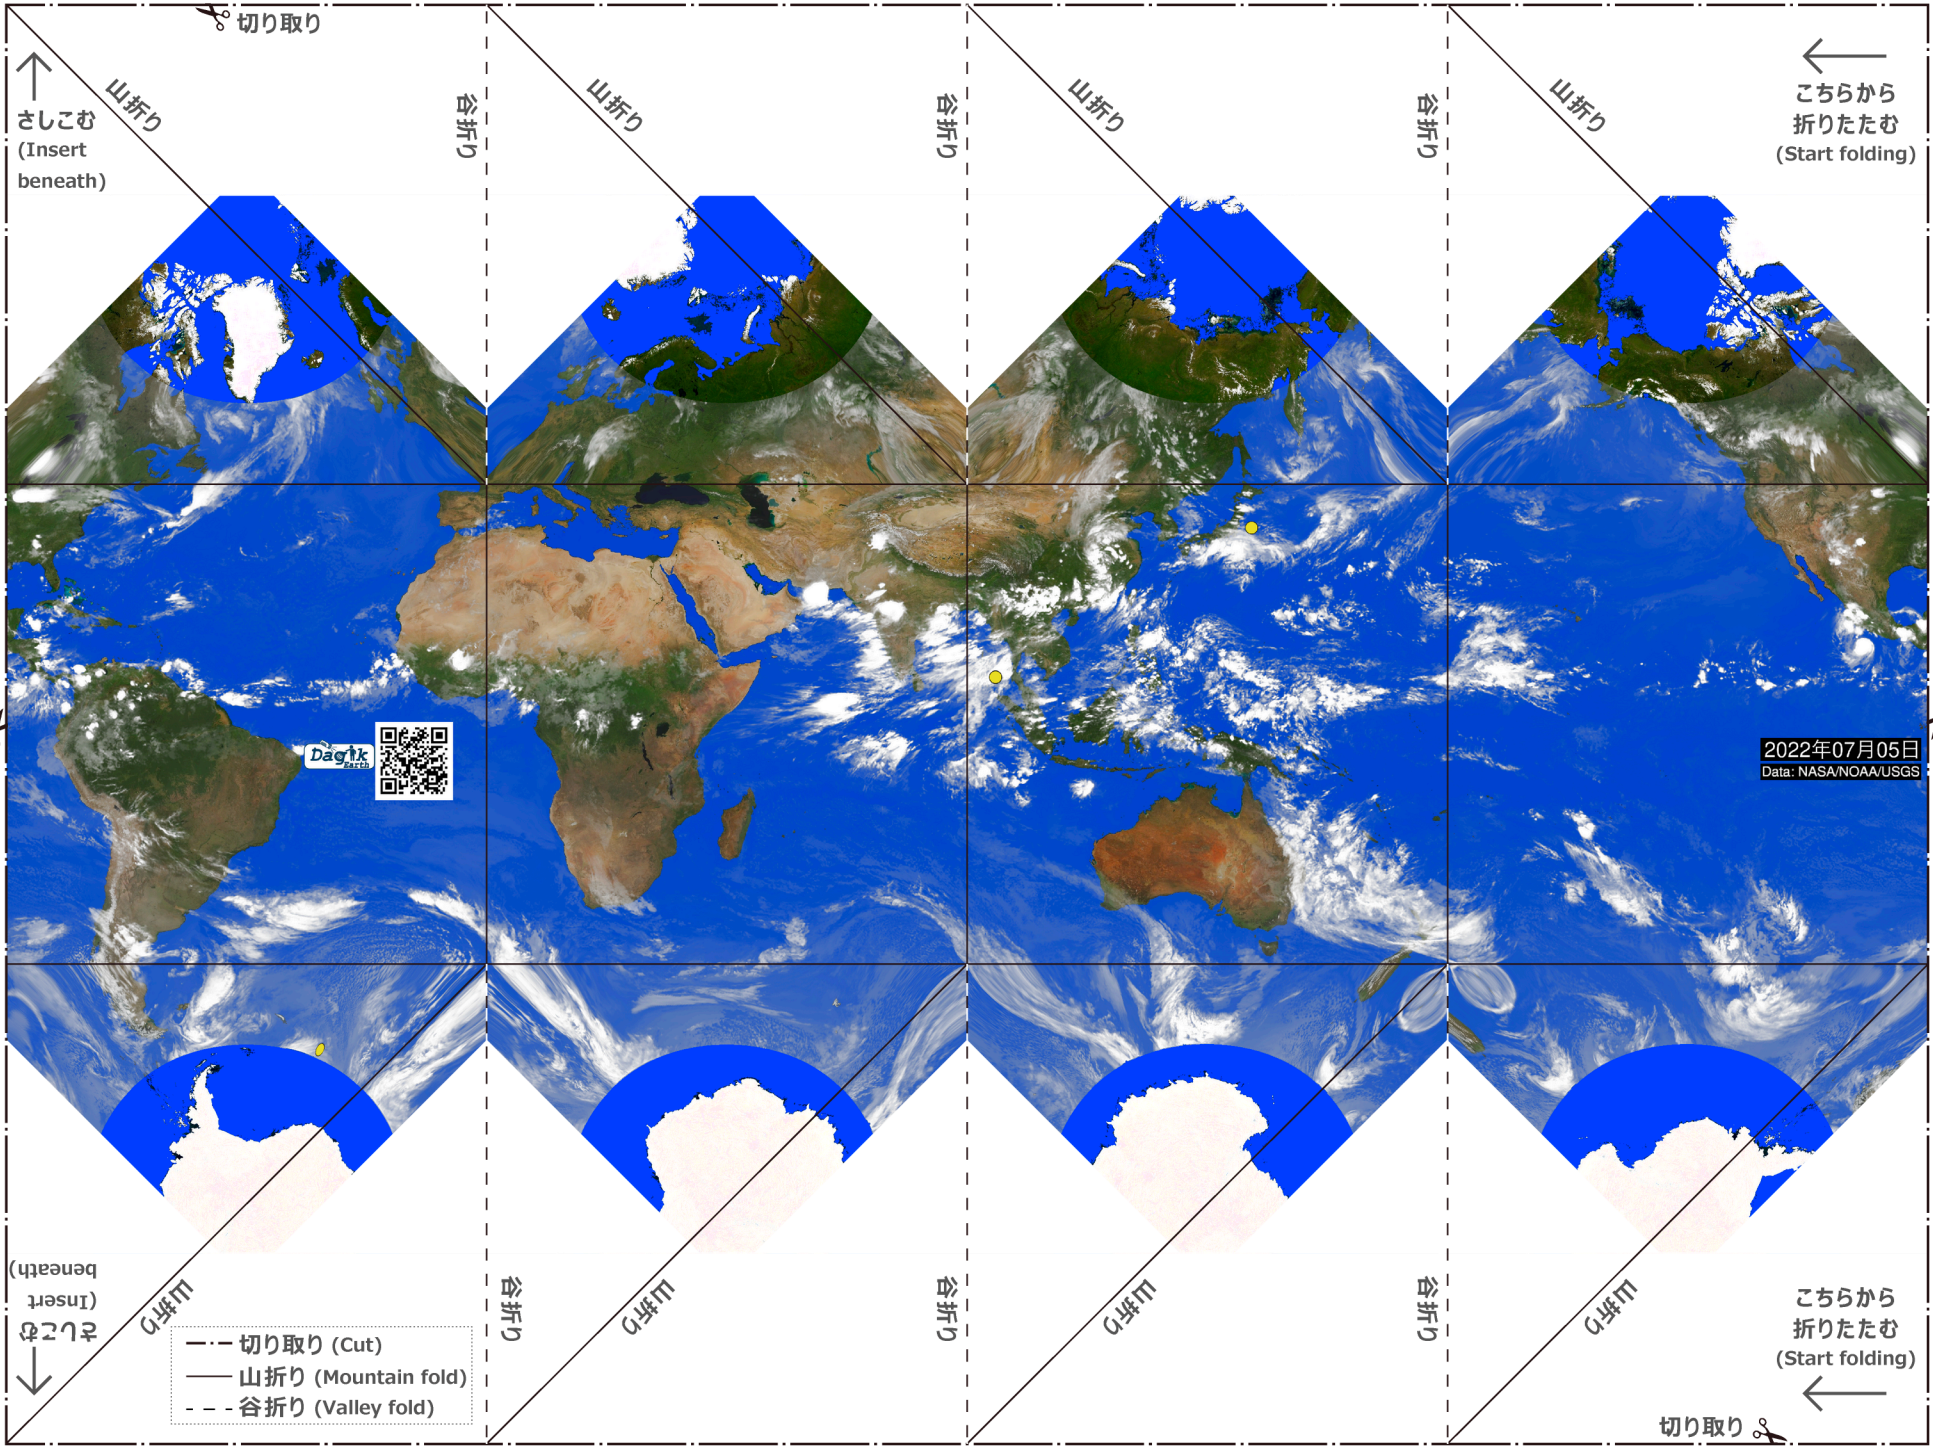 切り取り
山折り
谷折り
山折り
谷折り
山折り
谷折り
山折り
さしこむ
(Insert
beneath)
こちらから
折りたたむ
(Start folding)
Dagik
Earth
2022年07月05日
Data: NASA/NOAA/USGS
さしこむ
(Insert
beneath)
山折り
谷折り
山折り
谷折り
山折り
谷折り
山折り
切り取り (Cut)
山折り (Mountain fold)
谷折り (Valley fold)
こちらから
折りたたむ
(Start folding)
切り取り